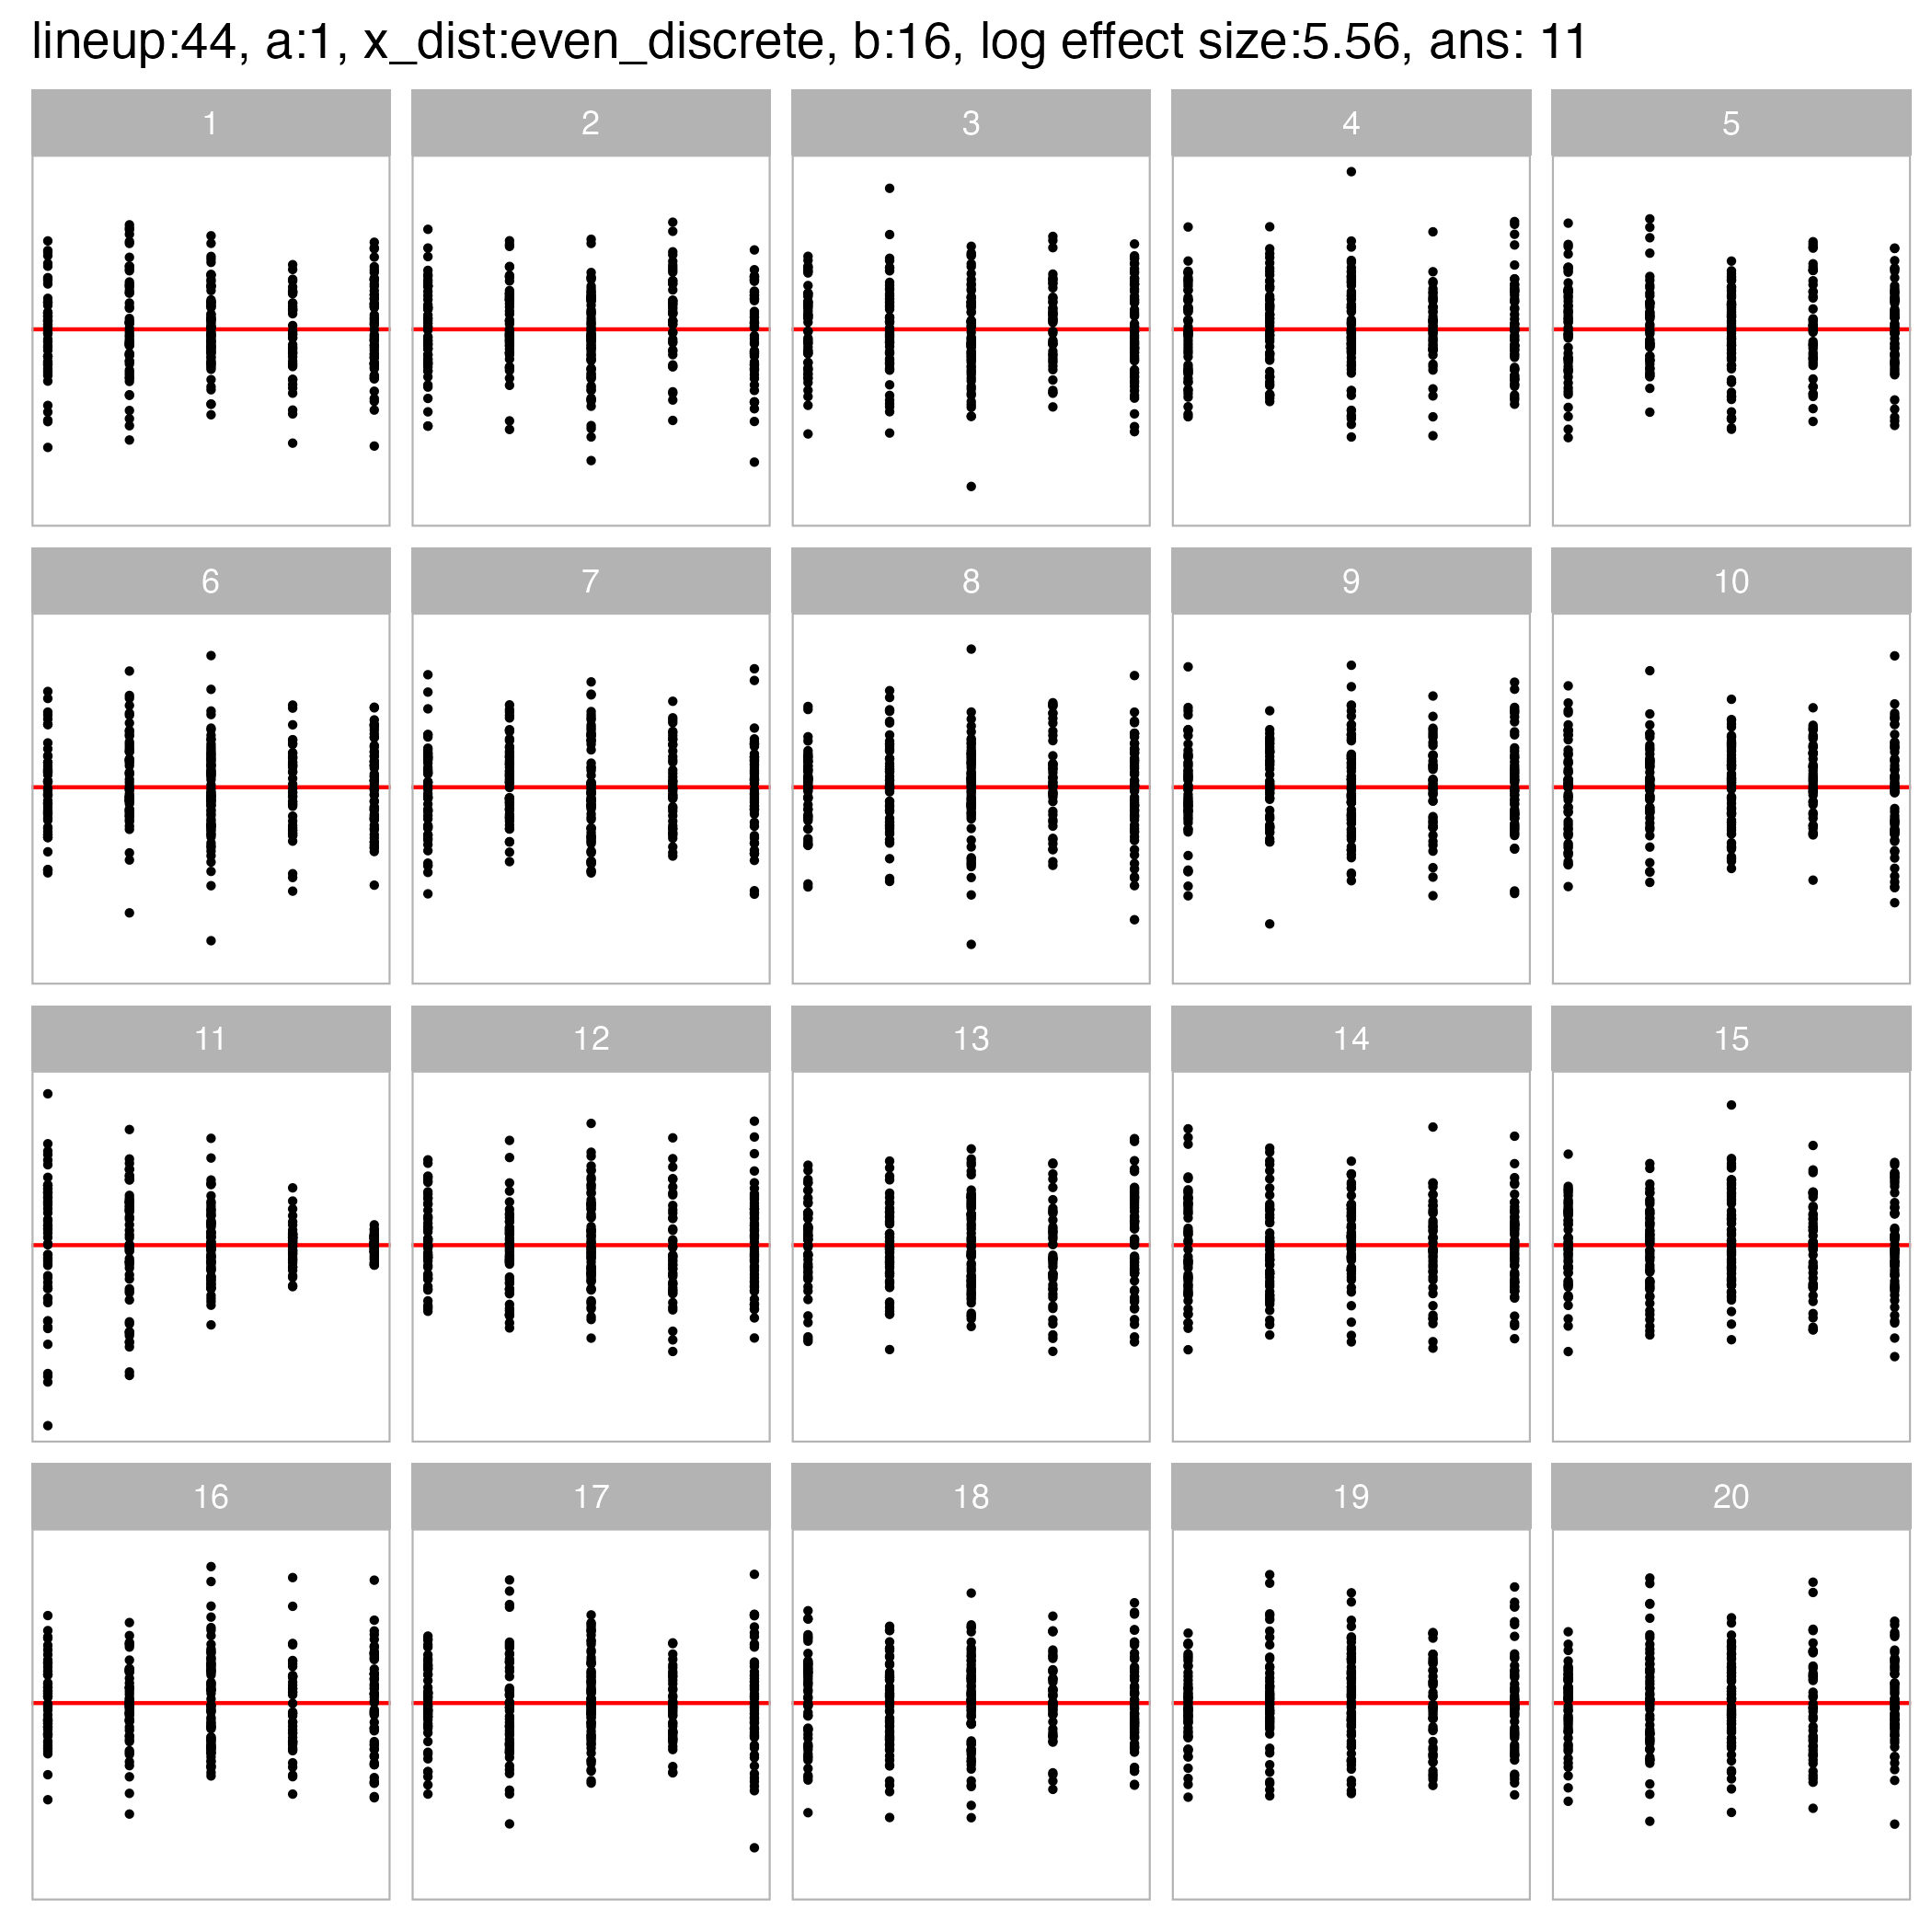 lineup:44, a:1, x_dist:even_discrete, b:16, log effect size:5.56, ans: 11
1 2 3 4 5
6 7 8 9 10
11 12 13 14 15
16 17 18 19 20